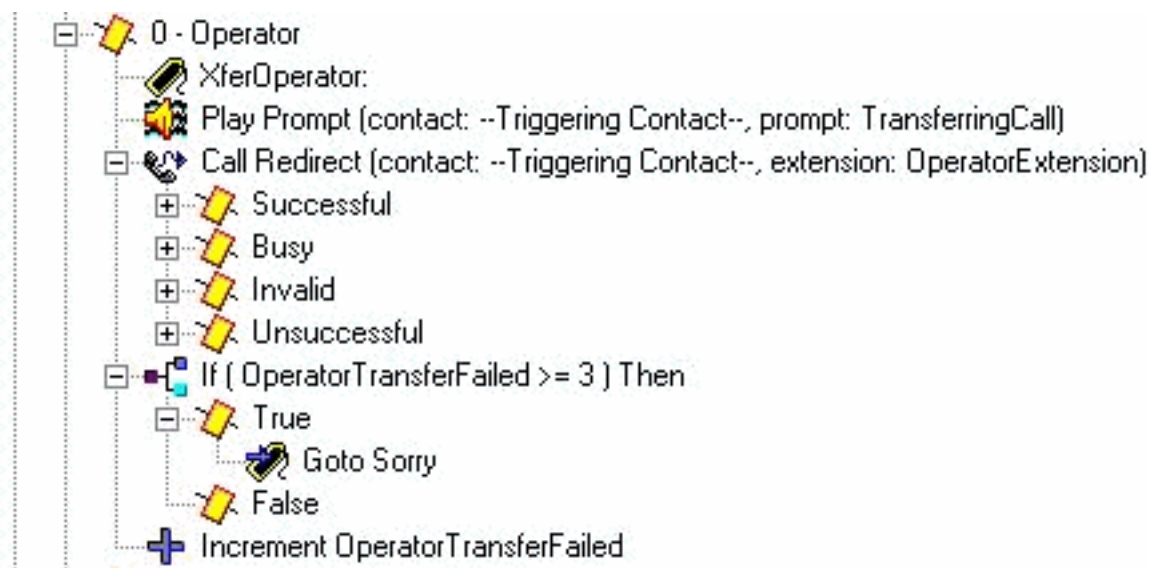 0 - Operator
XferOperator:
Play Prompt (contact: --Triggering Contact--, prompt: TransferringCall)
Call Redirect (contact: --Triggering Contact--, extension: OperatorExtension)
Successful
Busy
Invalid
Unsuccessful
If ( OperatorTransferFailed >= 3 ) Then
True
Goto Sorry
False
Increment OperatorTransferFailed